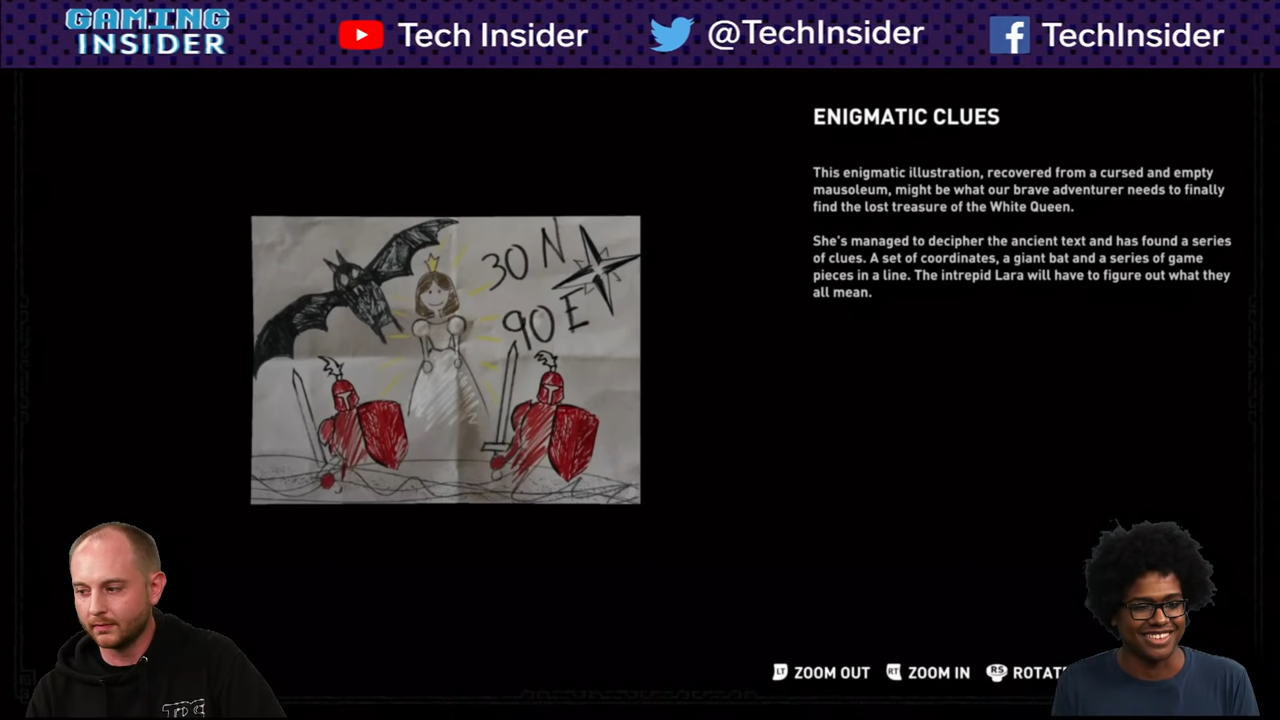 GAMING
INSIDER
Tech Insider
@TechInsider
TechInsider
ENIGMATIC CLUES
This enigmatic illustration, recovered from a cursed and empty
mausoleum, might be what our brave adventurer needs to finally
find the lost treasure of the White Queen.
She's managed to decipher the ancient text and has found a series
of clues. A set of coordinates, a giant bat and a series of game
pieces in a line. The intrepid Lara will have to figure out what they
all mean.
30 N
90 E
LT ZOOM OUT RT ZOOM IN RS ROTAT